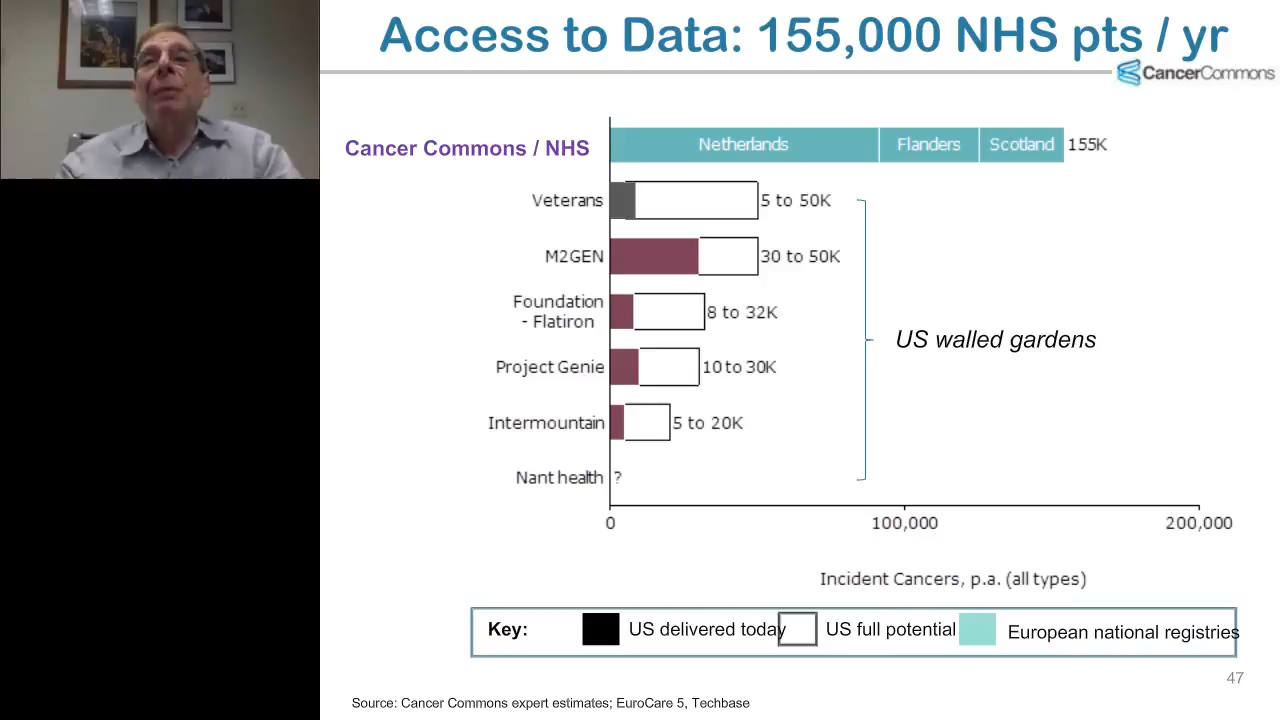 Access to Data: 155,000 NHS pts / yr
CancerCommons
Cancer Commons / NHS
Netherlands
Flanders
Scotland
155K
Veterans
5 to 50K
M2GEN
30 to 50K
Foundation
- Flatiron
8 to 32K
US walled gardens
Project Genie
10 to 30K
Intermountain
5 to 20K
Nant health
?
0
100,000
200,000
Incident Cancers, p.a. (all types)
Key:
US delivered today
US full potential
European national registries
47
Source: Cancer Commons expert estimates; EuroCare 5, Techbase